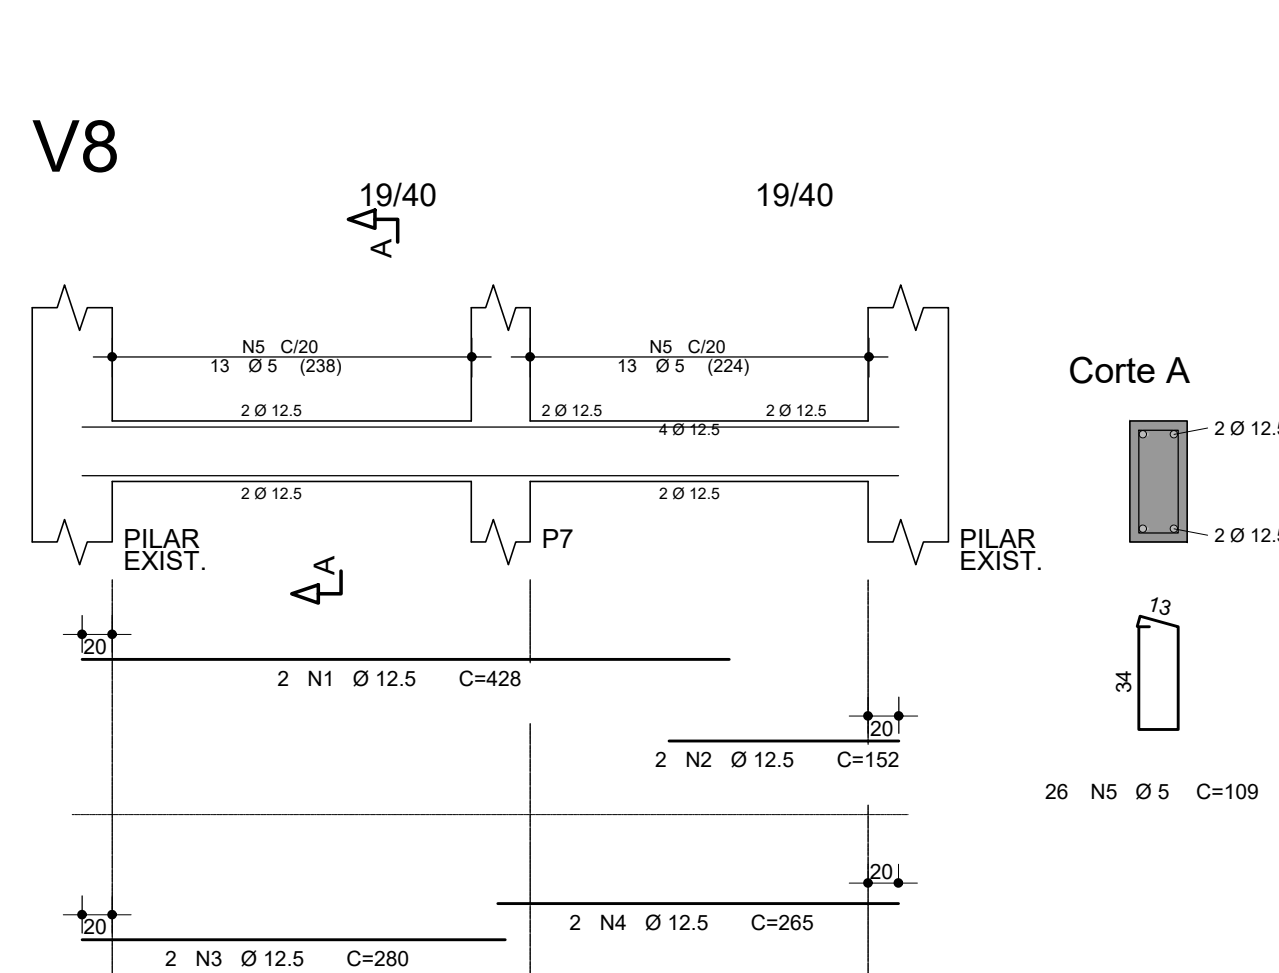 V8
19/40 19/40
A
N5 C/20 N5 C/20
13 Ø 5 (238) 13 Ø 5 (224)
Corte A
2 Ø 12.5 2 Ø 12.5 2 Ø 12.5
4 Ø 12.5
2 Ø 12.5
2 Ø 12.5 2 Ø 12.5
2 Ø 12.5
PILAR
EXIST.
P7
PILAR
EXIST.
A
13
34
20
2 N1 Ø 12.5 C=428
20
2 N2 Ø 12.5 C=152
26 N5 Ø 5 C=109
20
2 N4 Ø 12.5 C=265
20
2 N3 Ø 12.5 C=280